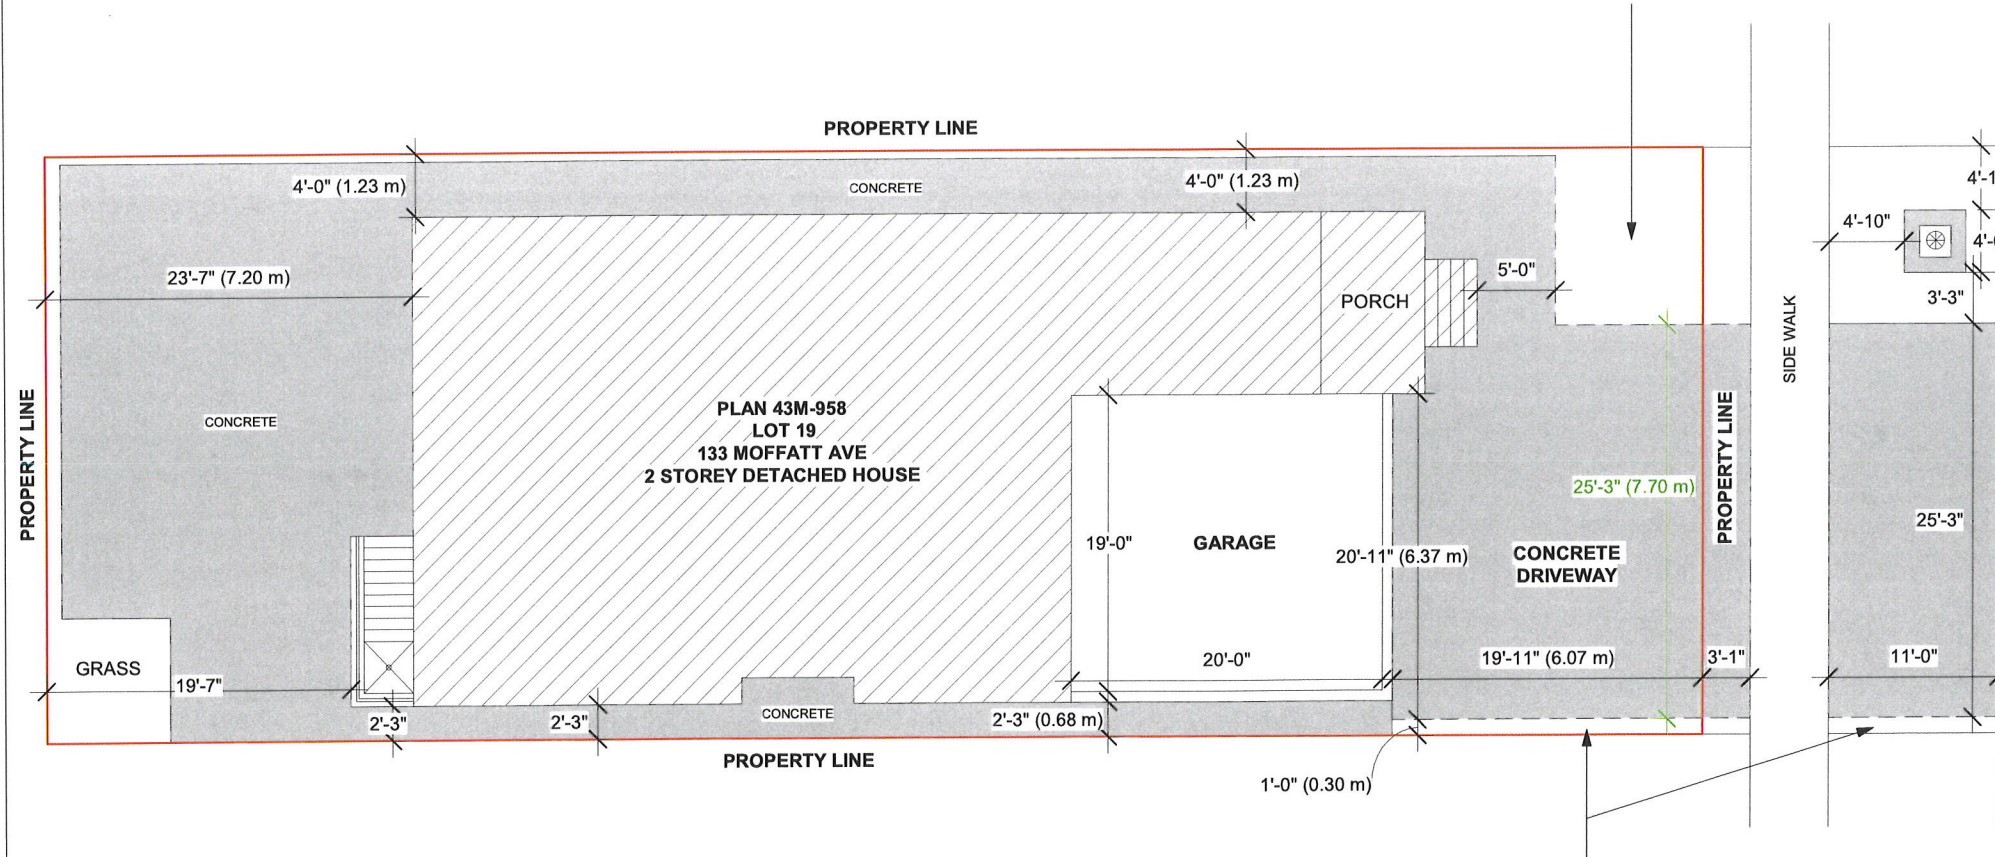 PROPERTY LINE
4'-0" (1.23 m)
CONCRETE
4'-0" (1.23 m)
4'-10"
23'-7" (7.20 m)
5'-0"
PORCH
3'-3"
SIDE WALK
PROPERTY LINE
CONCRETE
PLAN 43M-958
LOT 19
133 MOFFATT AVE
2 STOREY DETACHED HOUSE
25'-3" (7.70 m)
PROPERTY LINE
25'-3"
19'-0"
GARAGE
20'-11" (6.37 m)
CONCRETE
DRIVEWAY
GRASS
19'-7"
20'-0"
19'-11" (6.07 m)
3'-1"
11'-0"
2'-3"
2'-3"
CONCRETE
2'-3" (0.68 m)
PROPERTY LINE
1'-0" (0.30 m)